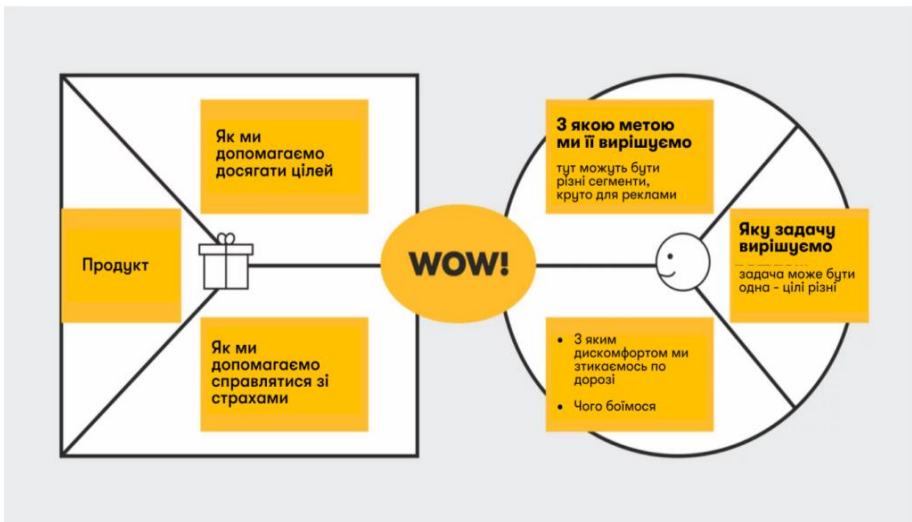 Як ми
допомагаємо
досягати цілей
Продукт
Як ми
допомагаємо
справлятися зі
страхами
WOW!
З якою метою
ми її вирішуємо
тут можуть бути
різні сегменти,
круто для реклами
Яку задачу
вирішуємо
задача може бути
одна - цілі різні
• З яким
дискомфортом ми
зтикаємось по
дорозі
• Чого боїмося